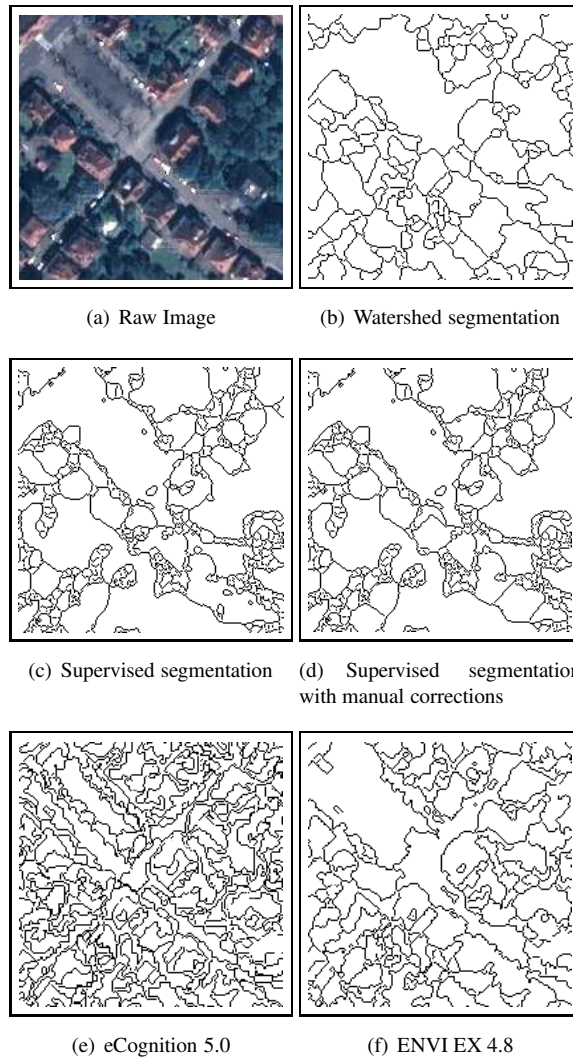 (a) Raw Image
(b) Watershed segmentation
(c) Supervised segmentation
(d) Supervised segmentation
with manual corrections
(e) eCognition 5.0
(f) ENVI EX 4.8